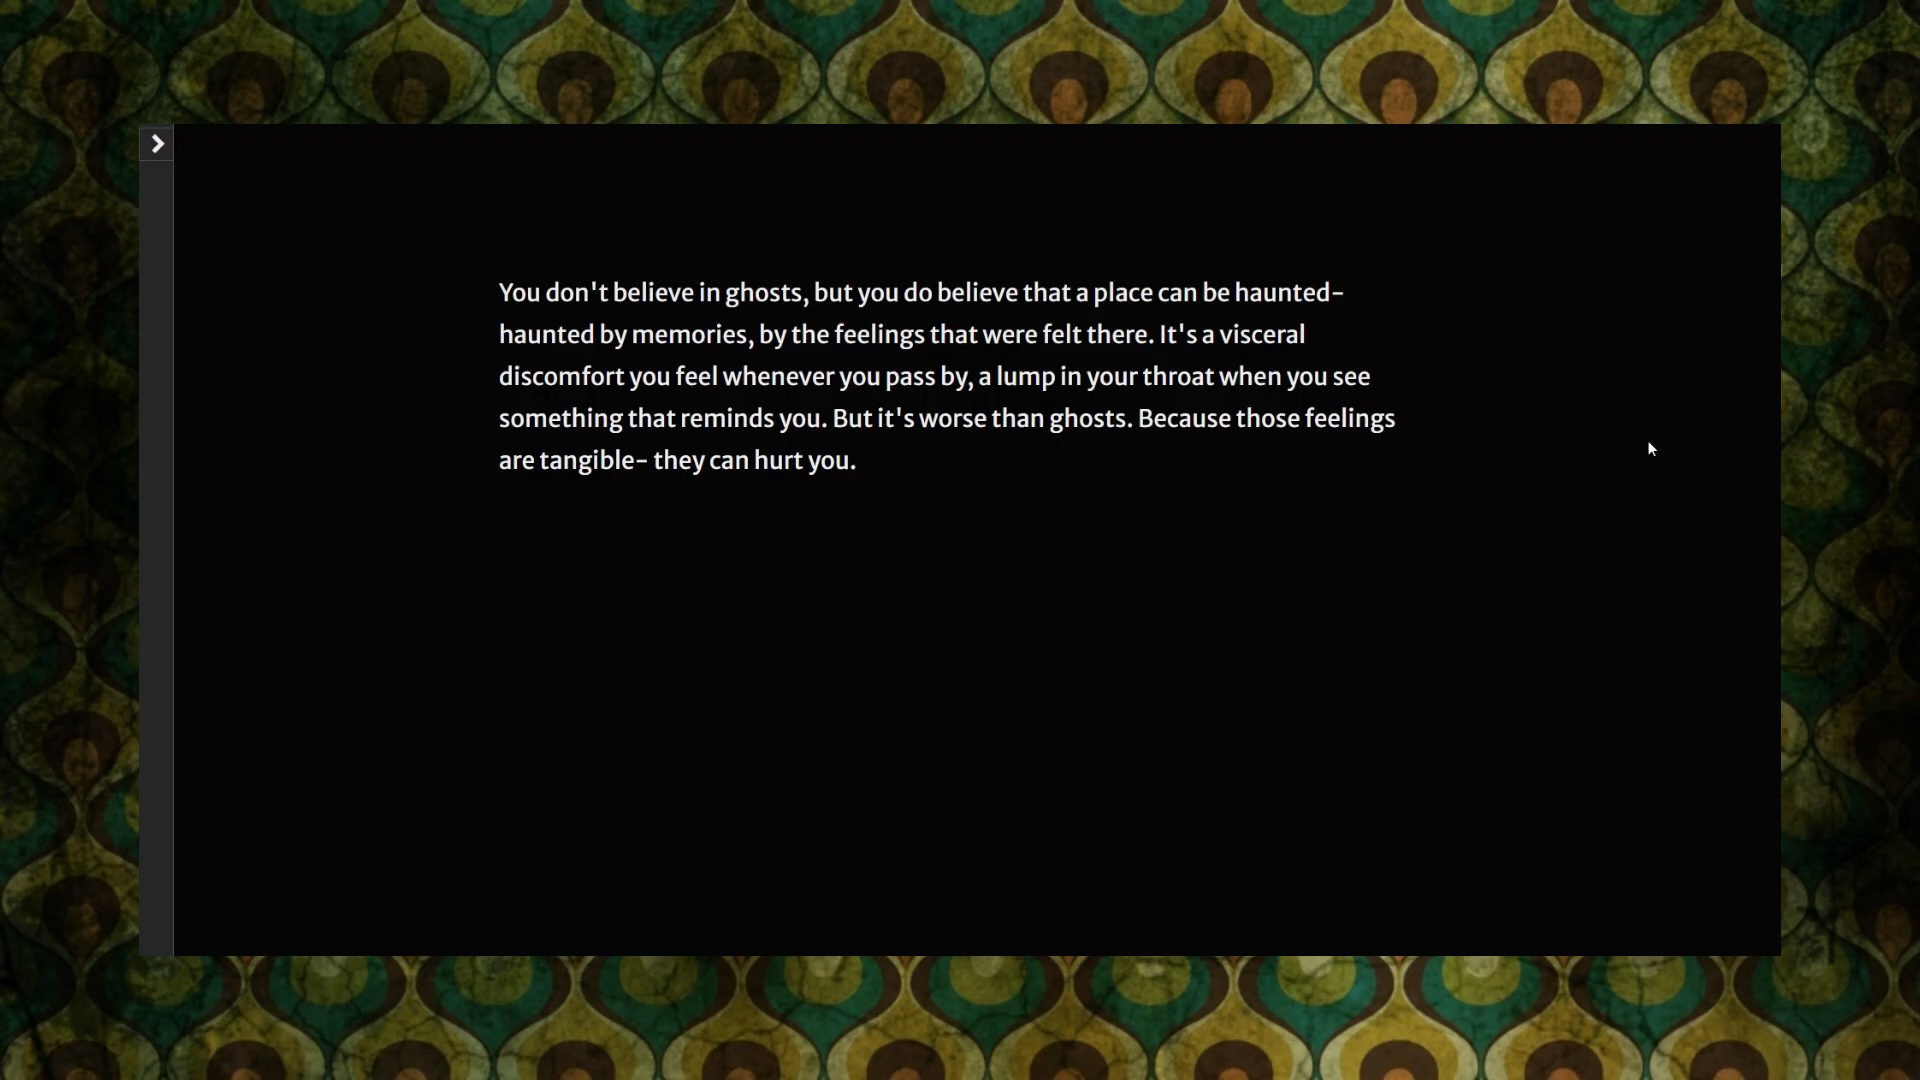 You don't believe in ghosts, but you do believe that a place can be haunted-
haunted by memories, by the feelings that were felt there. It's a visceral
discomfort you feel whenever you pass by, a lump in your throat when you see
something that reminds you. But it's worse than ghosts. Because those feelings
are tangible- they can hurt you.